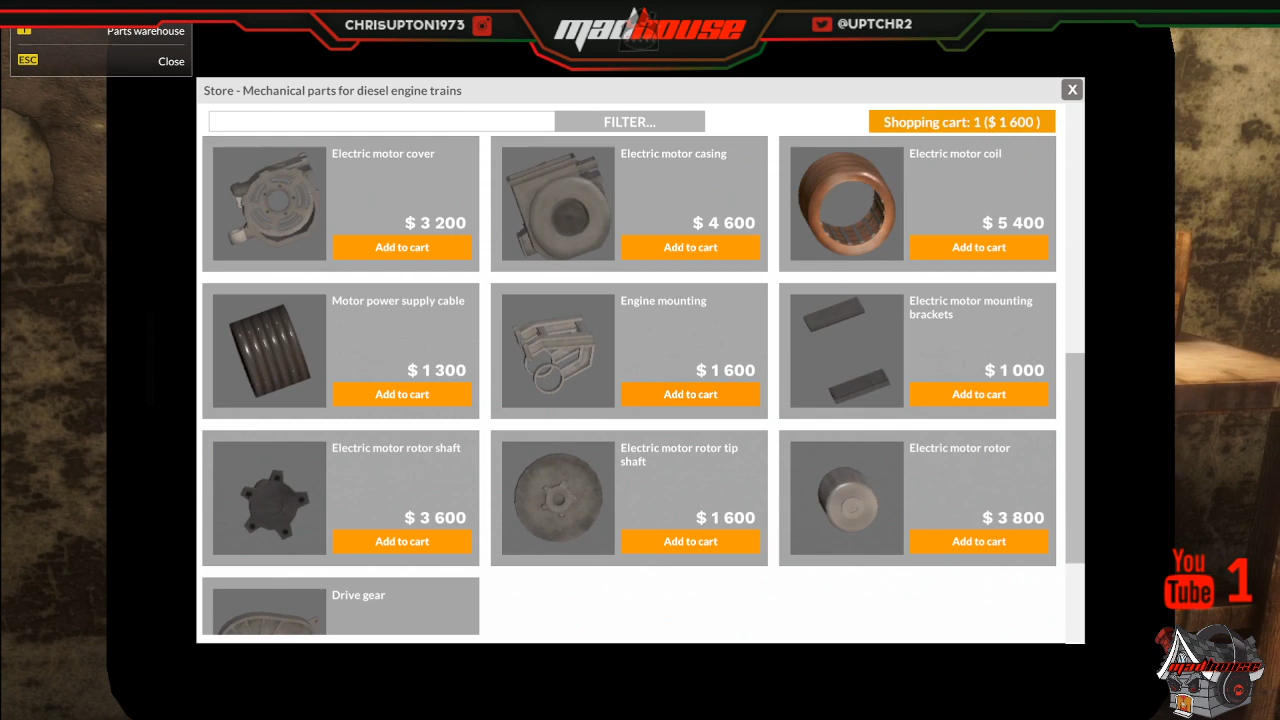 CHRISUPTON1973
madhouse
@UPTCHR2
Parts warehouse
ESC
Close
Store - Mechanical parts for diesel engine trains
X
FILTER...
Shopping cart: 1 ($ 1 600 )
Electric motor cover
$ 3 200
Add to cart
Electric motor casing
$ 4 600
Add to cart
Electric motor coil
$ 5 400
Add to cart
Motor power supply cable
$ 1 300
Add to cart
Engine mounting
$ 1 600
Add to cart
Electric motor mounting
brackets
$ 1 000
Add to cart
Electric motor rotor shaft
$ 3 600
Add to cart
Electric motor rotor tip
shaft
$ 1 600
Add to cart
Electric motor rotor
$ 3 800
Add to cart
Drive gear
You
Tube 1
madhouse